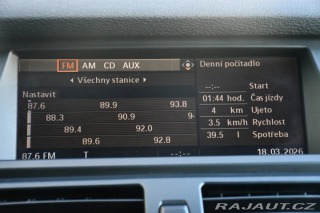 FM AM CD AUX
Všechny stanice
Nastavit
87.6 89.9 93.8
88.3 90.9 9
89.4 92.0
89.6 92.8
87.6 FM T --:--
Denní počítadlo
--:-- Start
01:44 hod. Čas jízdy
4 km Ujeto
3.5 km/h Rychlost
39.5 l Spotřeba
18.03.2026
RAJAUT.CZ